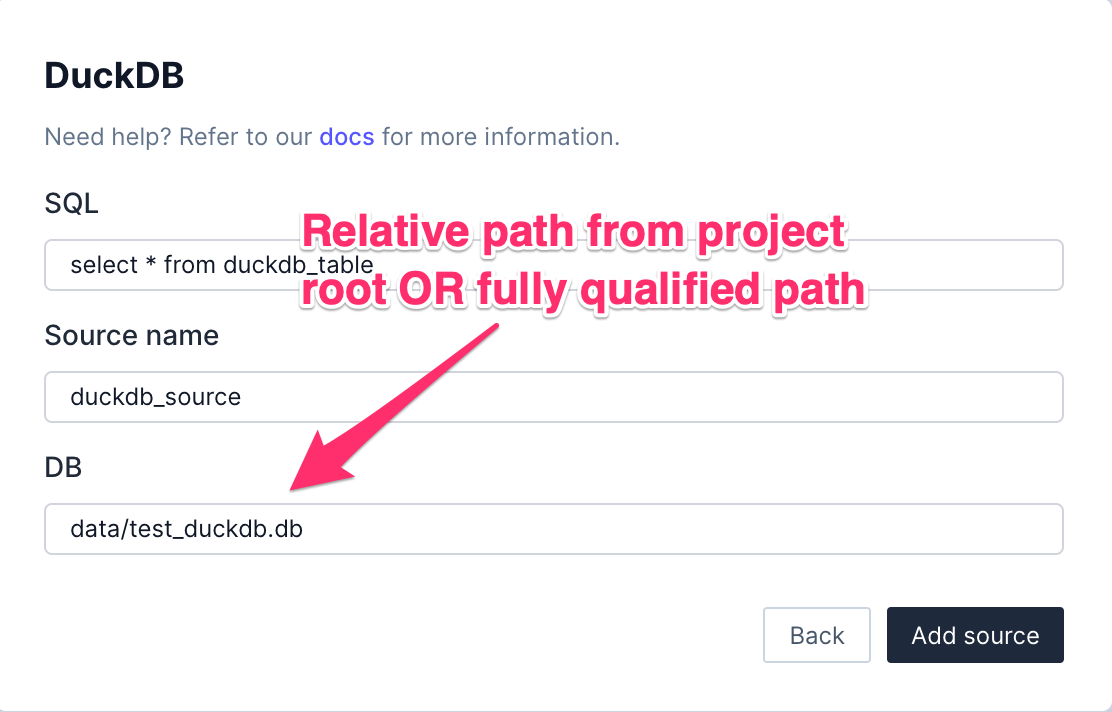 DuckDB
Need help? Refer to our docs for more information.
SQL
Relative path from project
select * from duckdb_table
root OR fully qualified path
Source name
duckdb_source
DB
data/test_duckdb.db
Back
Add source